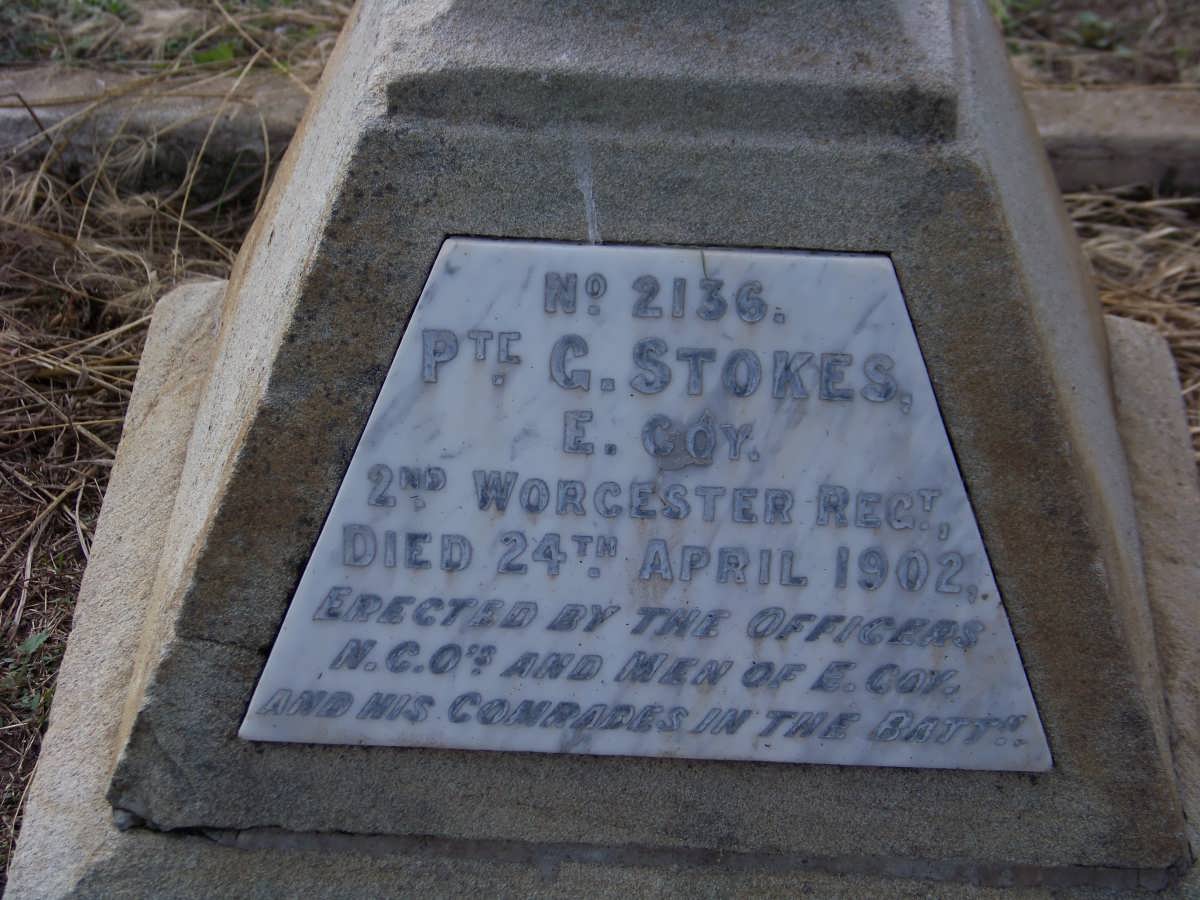 No 2136.
PTE. G. STOKES,
E. COY.
2ND WORCESTER REGT,
DIED 24TH APRIL 1902,
ERECTED BY THE OFFICERS
N.C.O'S AND MEN OF E. COY.
AND HIS COMRADES IN THE BATTN.